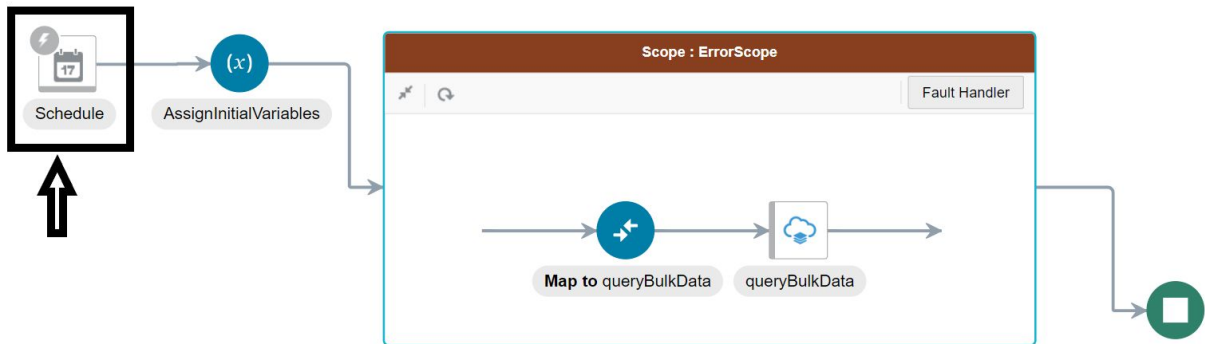 Scope : ErrorScope
17
(x)
Schedule
AssignInitialVariables
Fault Handler
Map to queryBulkData
queryBulkData